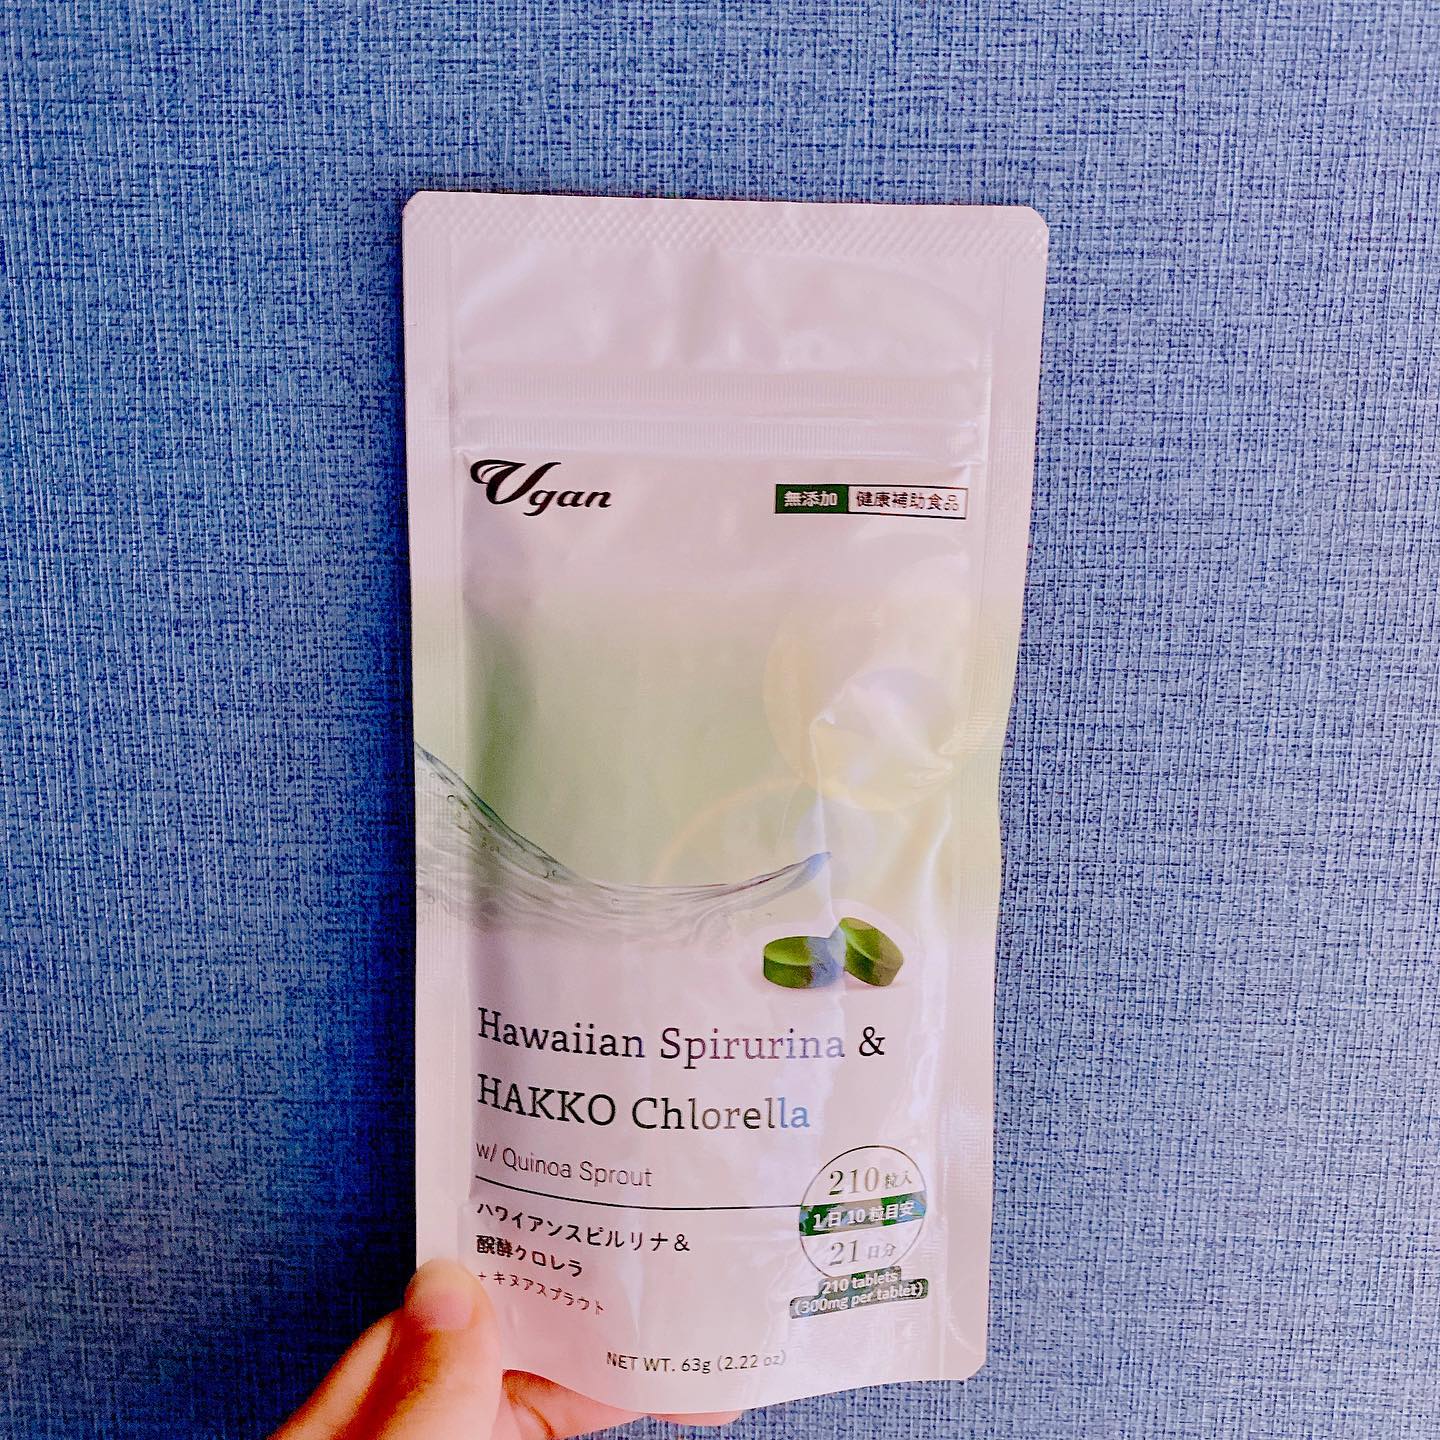 Vgan
無添加 健康補助食品
Hawaiian Spirurina &
HAKKO Chlorella
w/ Quinoa Sprout
ハワイアンスピルリナ&
醗酵クロレラ
+ キヌアスプラウト
210粒入
1日10粒目安
21日分
210 tablets
(300mg per tablet)
NET WT. 63g (2.22 oz)